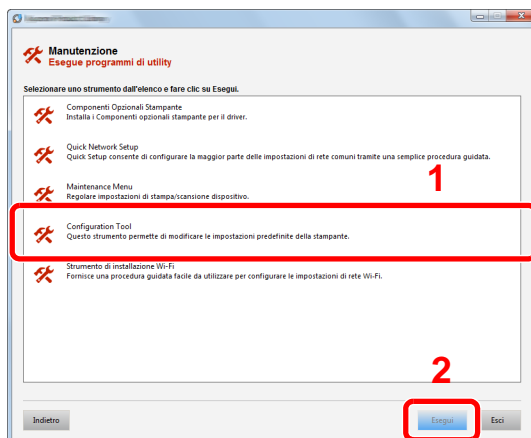 Manutenzione
Esegue programmi di utility
Selezionare uno strumento dall'elenco e fare clic su Esegui.
Componenti Opzionali Stampante
Installa i Componenti opzionali stampante per il driver.
Quick Network Setup
Quick Setup consente di configurare la maggior parte delle impostazioni di rete comuni tramite una semplice procedura guidata.
1
Maintenance Menu
Regolare impostazioni di stampa/scansione dispositivo.
Configuration Tool
Questo strumento permette di modificare le impostazioni predefinite della stampante.
Strumento di installazione Wi-Fi
Fornisce una procedura guidata facile da utilizzare per configurare le impostazioni di rete Wi-Fi.
2
Indietro
Esegui
Esci